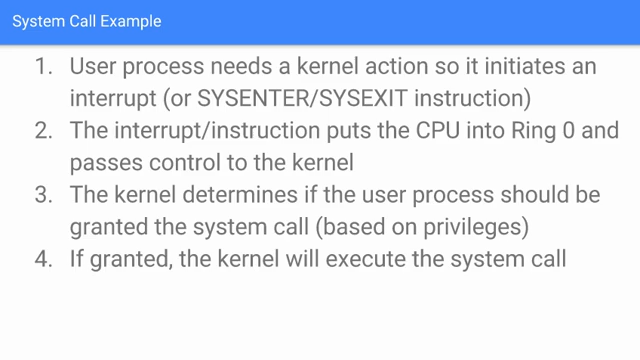 System Call Example
1. User process needs a kernel action so it initiates an
interrupt (or SYSENTER/SYSEXIT instruction)
2. The interrupt/instruction puts the CPU into Ring 0 and
passes control to the kernel
3. The kernel determines if the user process should be
granted the system call (based on privileges)
4. If granted, the kernel will execute the system call